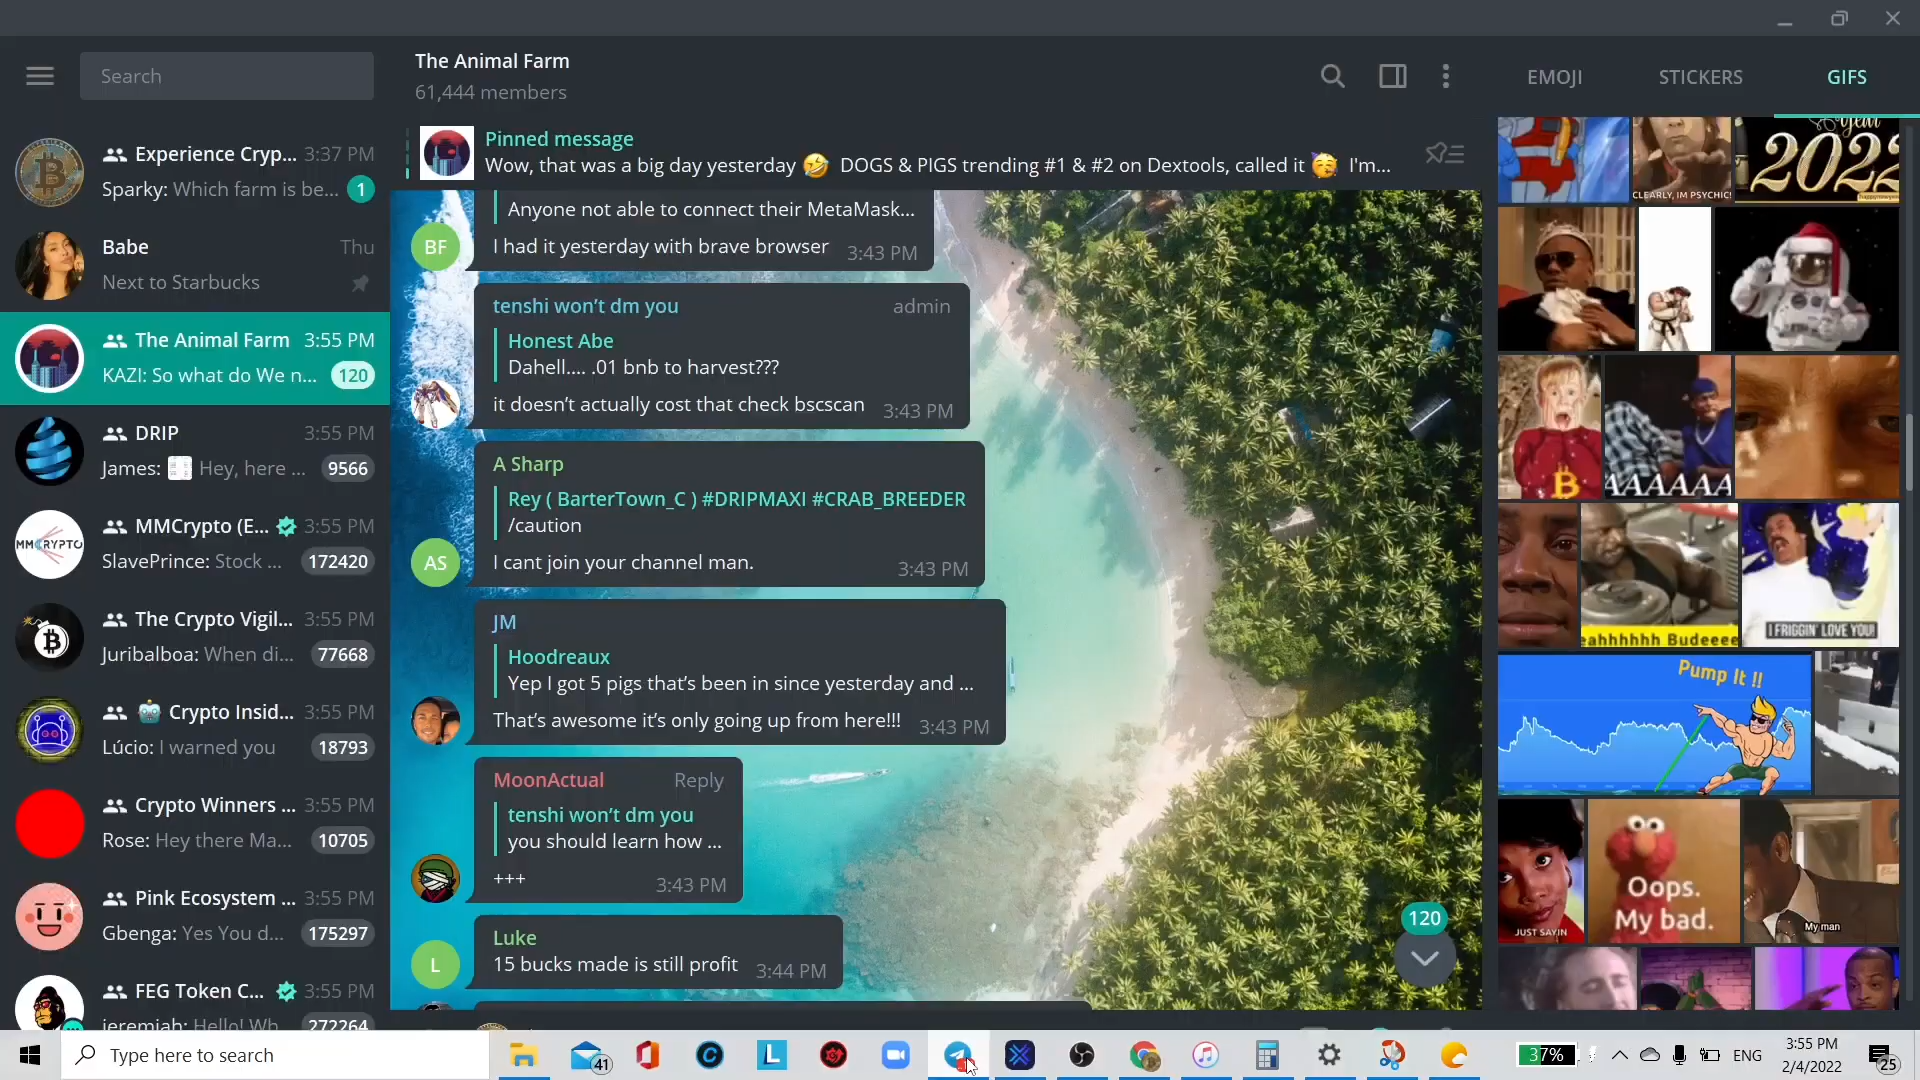 Search
Experience Cryp... 3:37 PM
Sparky: Which farm is be... 1
Babe Thu
Next to Starbucks
The Animal Farm 3:55 PM
KAZI: So what do We n... 120
DRIP 3:55 PM
James: Hey, here ... 9566
MMCRYPTO
MMCrypto (E... 3:55 PM
SlavePrince: Stock ... 172420
The Crypto Vigil... 3:55 PM
Juribalboa: When di... 77668
Crypto Insid... 3:55 PM
Lúcio: I warned you 18793
Crypto Winners ... 3:55 PM
Rose: Hey there Ma... 10705
Pink Ecosystem ... 3:55 PM
Gbenga: Yes You d... 175297
FEG Token C... 3:55 PM
jeremiah: Hello! Wh... 272264
The Animal Farm
61,444 members
Pinned message
Wow, that was a big day yesterday 🤣 DOGS & PIGS trending #1 & #2 on Dextools, called it 🥳 I'm...
Anyone not able to connect their MetaMask...
BF
I had it yesterday with brave browser 3:43 PM
tenshi won't dm you admin
Honest Abe
Dahell.... .01 bnb to harvest???
it doesn't actually cost that check bscscan 3:43 PM
A Sharp
Rey ( BarterTown_C ) #DRIPMAXI #CRAB_BREEDER
/caution
AS
I cant join your channel man. 3:43 PM
JM
Hoodreaux
Yep I got 5 pigs that's been in since yesterday and ...
That's awesome it's only going up from here!!! 3:43 PM
MoonActual Reply
tenshi won't dm you
you should learn how ...
+++ 3:43 PM
Luke
L
15 bucks made is still profit 3:44 PM
120
EMOJI STICKERS GIFS
CLEARLY, IM PSYCHIC!
Year
2022
AAAAAA
eahhhhhh Budeeee
I FRIGGIN' LOVE YOU!
Pump It !!
JUST SAYIN
Oops.
My bad.
My man
Type here to search
41
37%
ENG
3:55 PM
2/4/2022
25